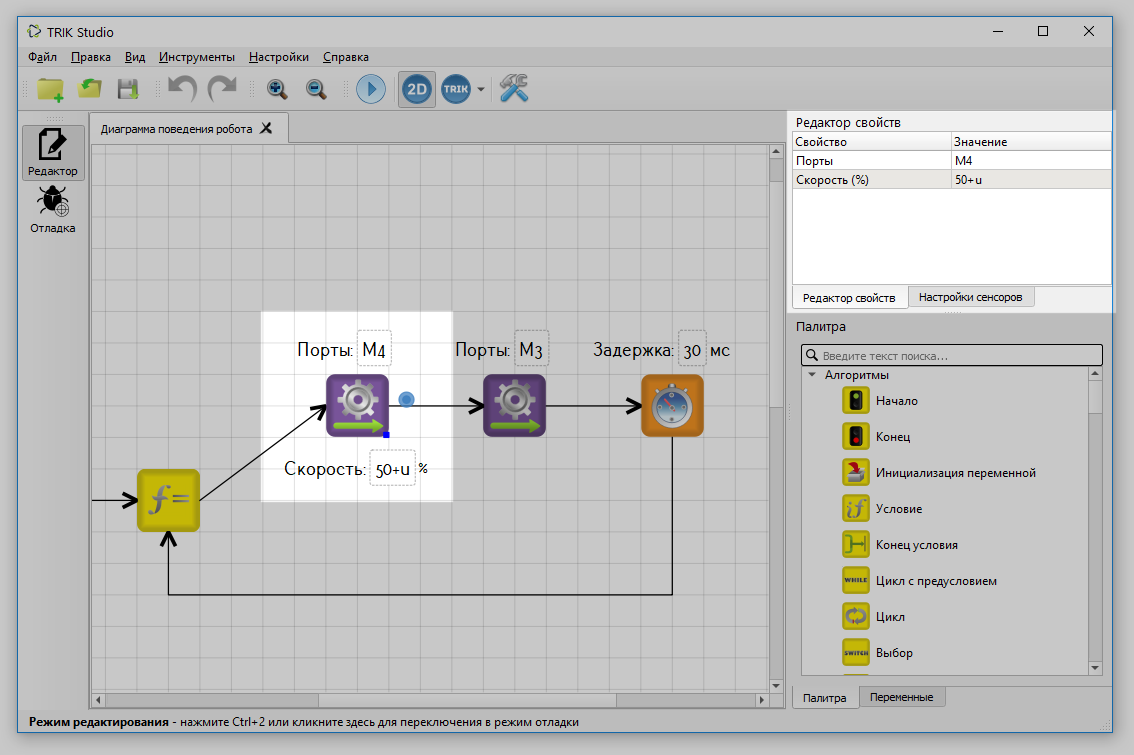 TRIK Studio
Файл Правка Вид Инструменты Настройки Справка
2D TRIK
Редактор
Отладка
Диаграмма поведения робота
Порты: M4
Порты: M3
Задержка: 30 мс
Скорость: 50+u %
f=
Редактор свойств
Свойство Значение
Порты M4
Скорость (%) 50+u
Редактор свойств Настройки сенсоров
Палитра
Введите текст поиска...
Алгоритмы
Начало
Конец
Инициализация переменной
if Условие
Конец условия
WHILE Цикл с предусловием
Цикл
SWITCH Выбор
Палитра Переменные
Режим редактирования - нажмите Ctrl+2 или кликните здесь для переключения в режим отладки